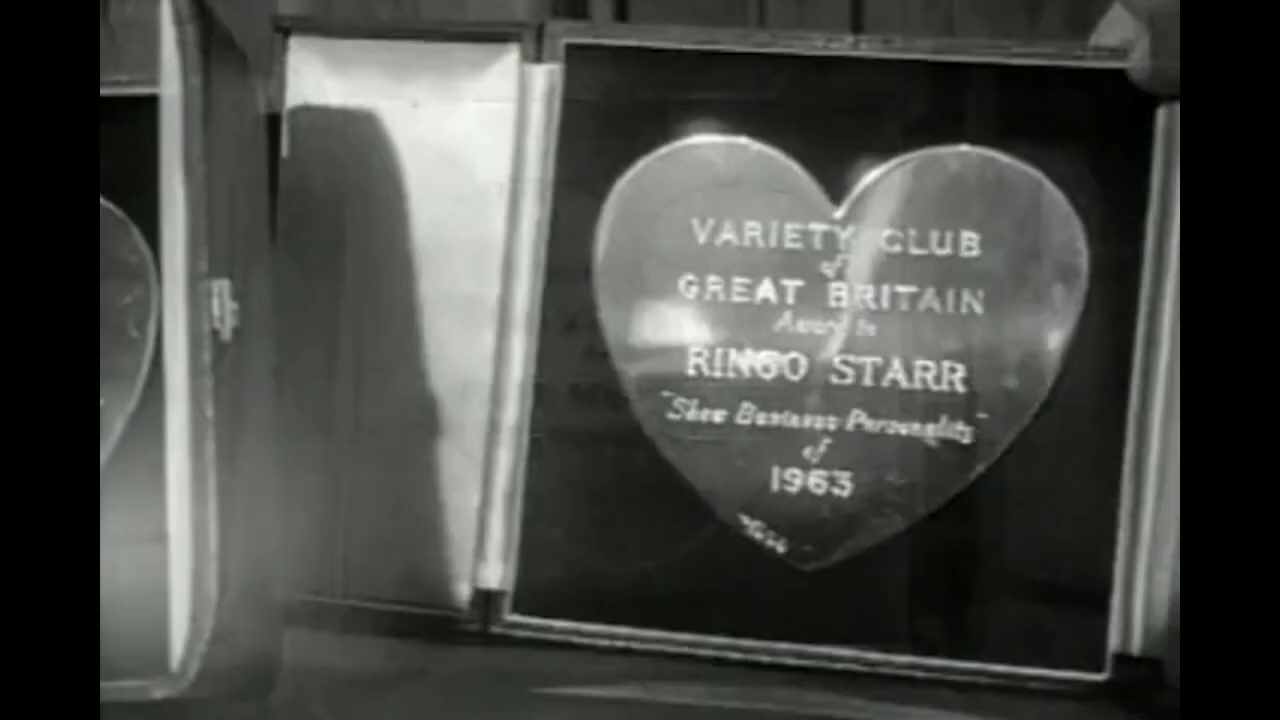 VARIETY CLUB
of
GREAT BRITAIN
Award to
RINGO STARR
"Show Business Personality"
of
1963